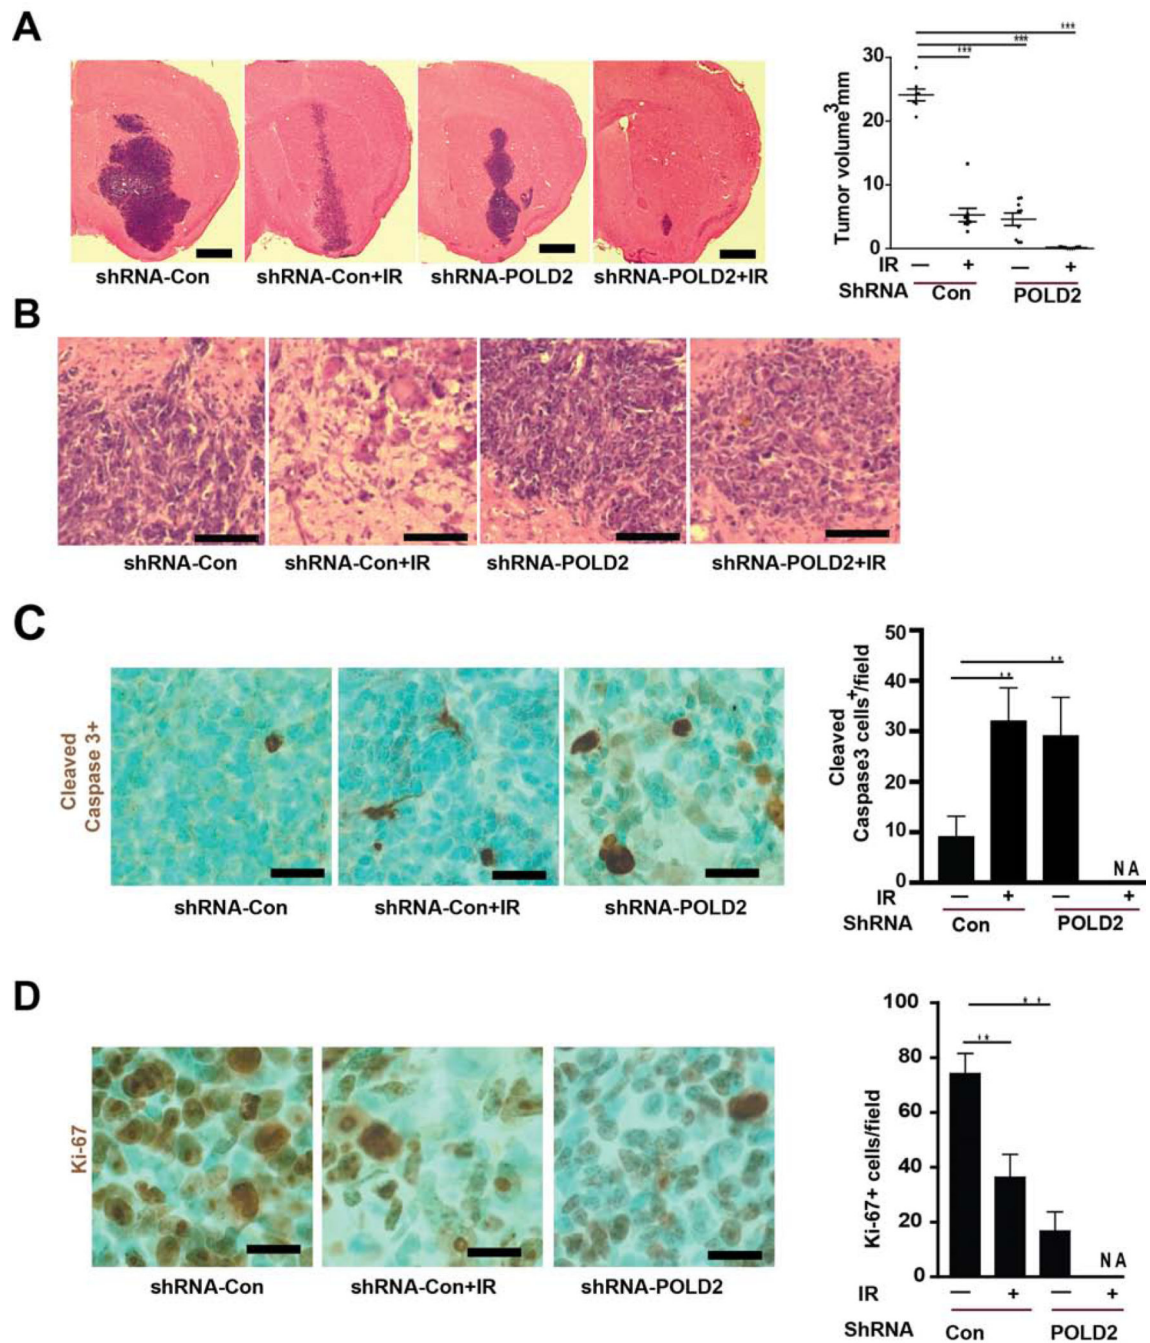 A
shRNA-Con
shRNA-Con+IR
shRNA-POLD2
shRNA-POLD2+IR
***
***
***
Tumor volume3mm
30
20
10
0
IR
— + — +
ShRNA
Con
POLD2
B
shRNA-Con
shRNA-Con+IR
shRNA-POLD2
shRNA-POLD2+IR
C
Cleaved
Caspase 3+
shRNA-Con
shRNA-Con+IR
shRNA-POLD2
Cleaved
Caspase3 cells+/field
50
40
30
20
10
0
**
**
NA
IR
— + — +
ShRNA
Con
POLD2
D
Ki-67
shRNA-Con
shRNA-Con+IR
shRNA-POLD2
Ki-67+ cells/field
100
80
60
40
20
0
**
**
NA
IR
— + — +
ShRNA
Con
POLD2